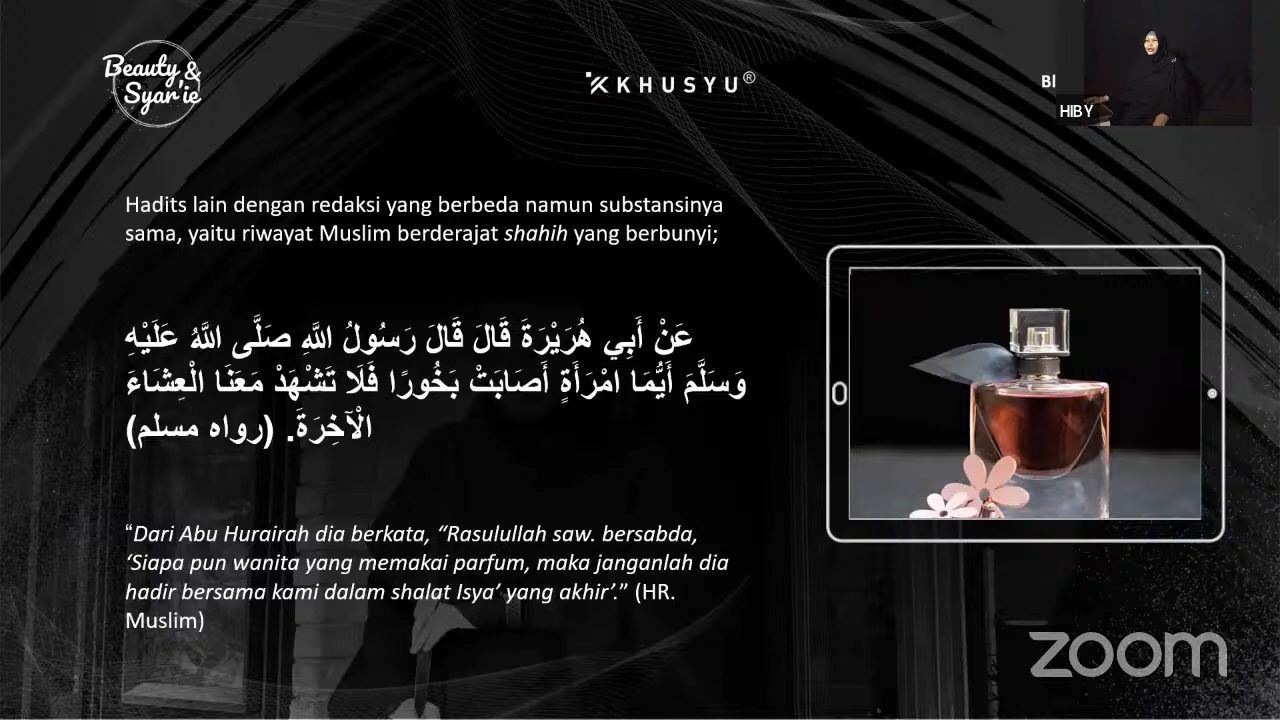 Beauty &
Syar'ie
KHUSYU®
BI
HIBY
Hadits lain dengan redaksi yang berbeda namun substansinya
sama, yaitu riwayat Muslim berderajat shahih yang berbunyi;
عَنْ أَبِي هُرَيْرَةَ قَالَ قَالَ رَسُولُ اللَّهِ صَلَّى اللَّهُ عَلَيْهِ
وَسَلَّمَ أَيُّمَا امْرَأَةٍ أَصَابَتْ بَخُورًا فَلَا تَشْهَدْ مَعَنَا الْعِشَاءَ
الْآخِرَةَ. (رواه مسلم)
“Dari Abu Hurairah dia berkata, “Rasulullah saw. bersabda,
‘Siapa pun wanita yang memakai parfum, maka janganlah dia
hadir bersama kami dalam shalat Isya’ yang akhir’.” (HR.
Muslim)
zoom